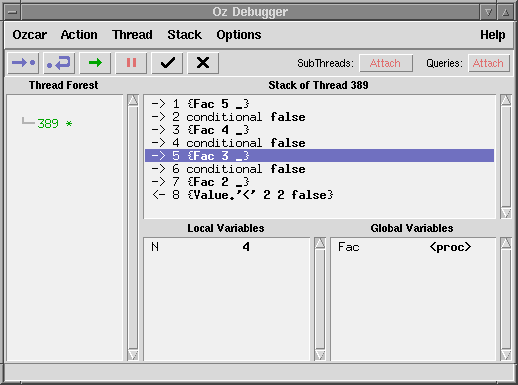 Oz Debugger
Ozcar Action Thread Stack Options Help
SubThreads: Attach Queries: Attach
Thread Forest
389 *
Stack of Thread 389
-> 1 {Fac 5 _}
-> 2 conditional false
-> 3 {Fac 4 _}
-> 4 conditional false
-> 5 {Fac 3 _}
-> 6 conditional false
-> 7 {Fac 2 _}
<- 8 {Value.'<' 2 2 false}
Local Variables
N 4
Global Variables
Fac <proc>